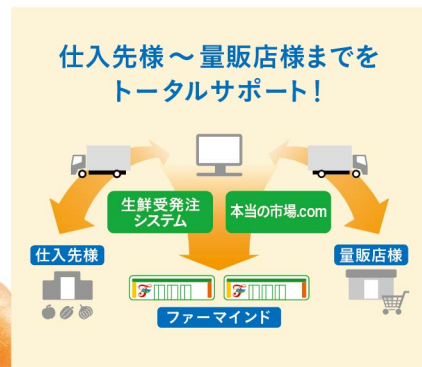 仕入先様～量販店様までを
トータルサポート！
生鮮受発注
システム
本当の市場.com
仕入先様
量販店様
F
F
ファーマインド